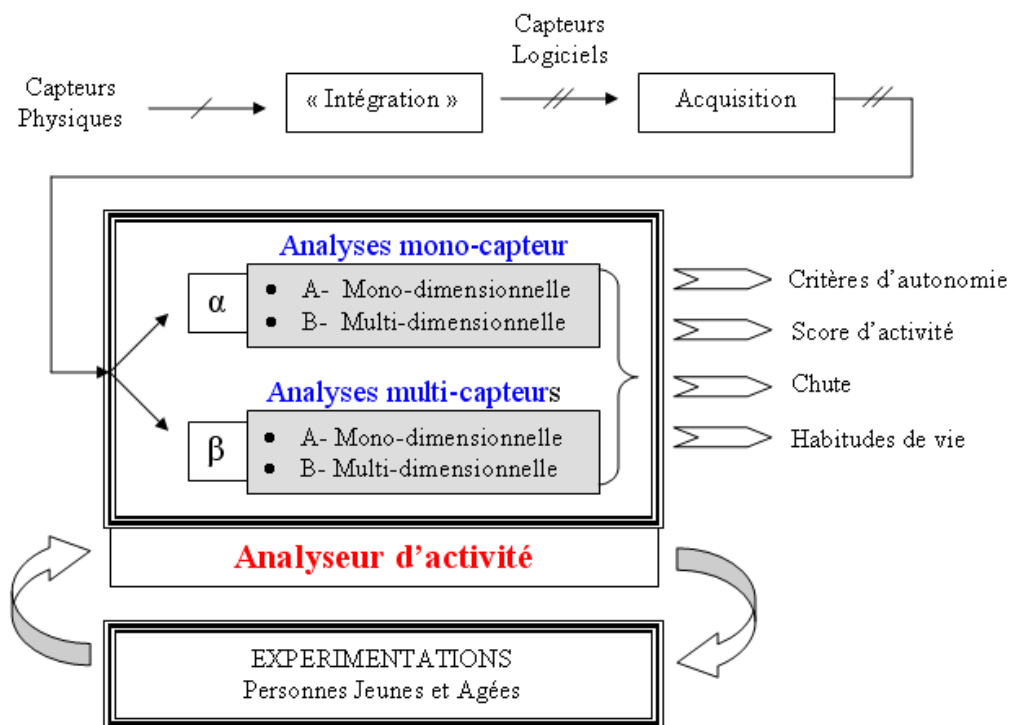 Capteurs
Logiciels
Capteurs
Physiques
« Intégration »
Acquisition
Analyses mono-capteur
α
• A- Mono-dimensionnelle
• B- Multi-dimensionnelle
Analyses multi-capteurs
β
• A- Mono-dimensionnelle
• B- Multi-dimensionnelle
Critères d'autonomie
Score d'activité
Chute
Habitudes de vie
Analyseur d'activité
EXPERIMENTATIONS
Personnes Jeunes et Agées